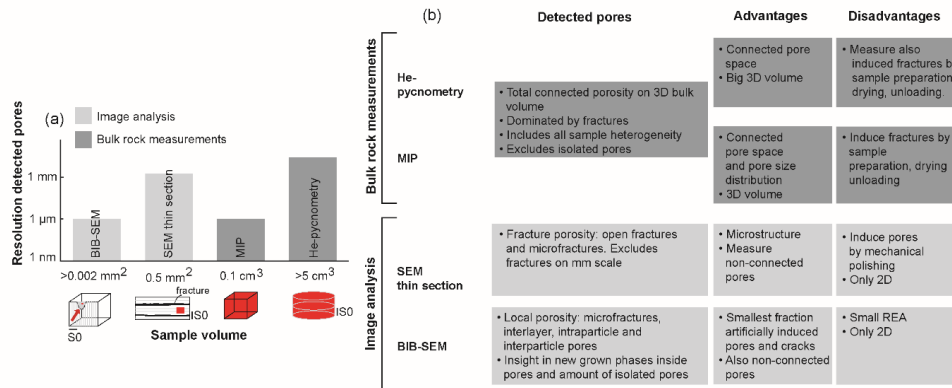 (a)
Image analysis
Bulk rock measurements
Resolution detected pores
1 mm
1 µm
1 nm
BIB-SEM
SEM thin section
MIP
He-pycnometry
>0.002 mm²
0.5 mm²
0.1 cm³
>5 cm³
fracture
S0
IS0
IS0
Sample volume
(b)
Detected pores
Advantages
Disadvantages
Bulk rock measurements
He-
pycnometry
MIP
• Total connected porosity on 3D bulk
volume
• Dominated by fractures
• Includes all sample heterogeneity
• Excludes isolated pores
• Connected pore
space
• Big 3D volume
• Measure also
induced fractures by
sample preparation,
drying, unloading.
• Connected
pore space
and pore size
distribution
• 3D volume
• Induce fractures by
sample
preparation, drying
unloading
Image analysis
SEM
thin section
• Fracture porosity: open fractures
and microfractures. Excludes
fractures on mm scale
• Microstructure
• Measure
non-connected
pores
• Induce pores
by mechanical
polishing
• Only 2D
BIB-SEM
• Local porosity: microfractures,
interlayer, intraparticle and
interparticle pores
• Insight in new grown phases inside
pores and amount of isolated pores
• Smallest fraction
artificially induced
pores and cracks
• Also non-connected
pores
• Small REA
• Only 2D